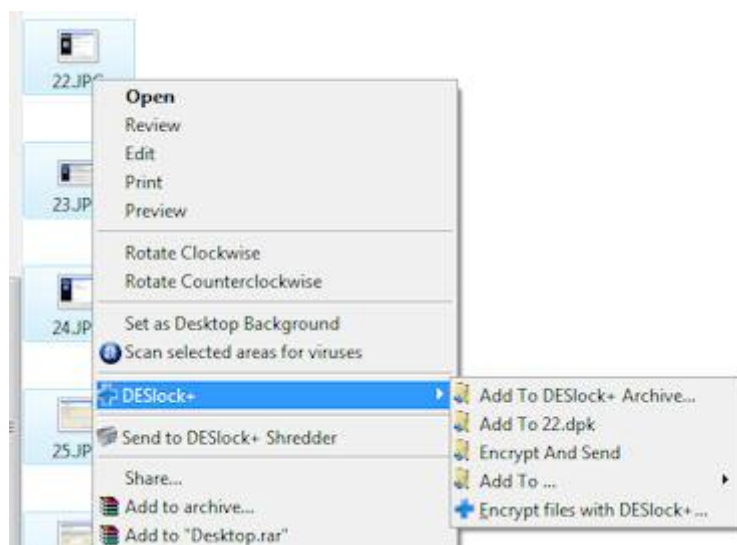 22.JPG
Open
Review
Edit
Print
23.JP
Preview
Rotate Clockwise
Rotate Counterclockwise
24.JP
Set as Desktop Background
Scan selected areas for viruses
DESlock+
Add To DESlock+ Archive...
Add To 22.dpk
25.JP
Send to DESlock+ Shredder
Encrypt And Send
Share...
Add To ...
Add to archive...
Encrypt files with DESlock+...
Add to "Desktop.rar"